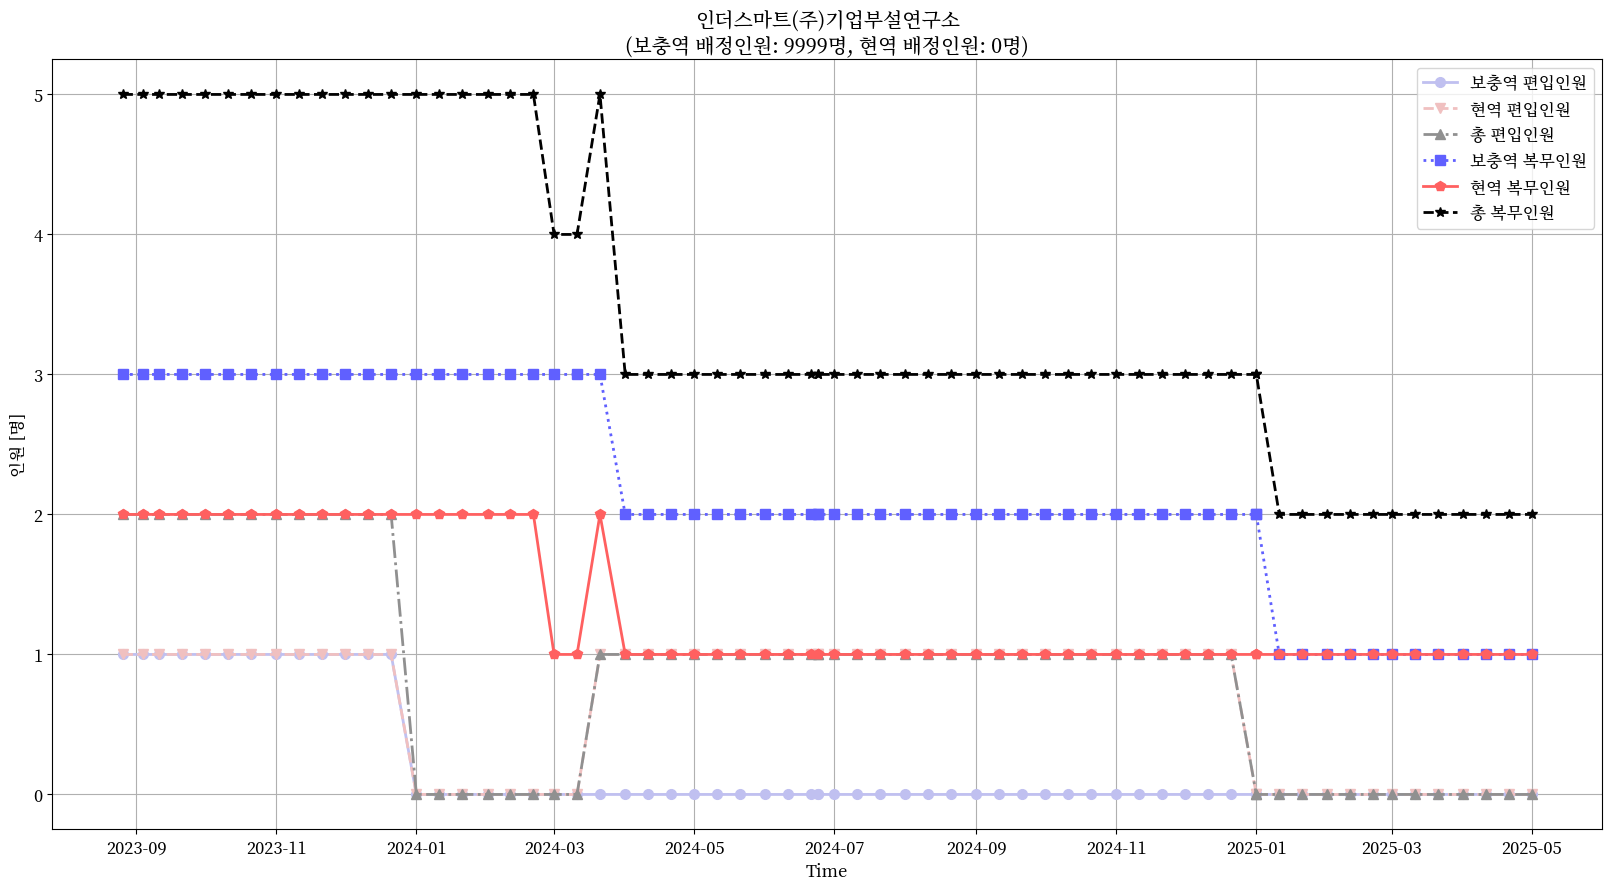 인더스마트(주)기업부설연구소
(보충역 배정인원: 9999명, 현역 배정인원: 0명)
보충역 편입인원
현역 편입인원
총 편입인원
보충역 복무인원
현역 복무인원
총 복무인원
인원 [명]
5
4
3
2
1
0
2023-09
2023-11
2024-01
2024-03
2024-05
2024-07
2024-09
2024-11
2025-01
2025-03
2025-05
Time